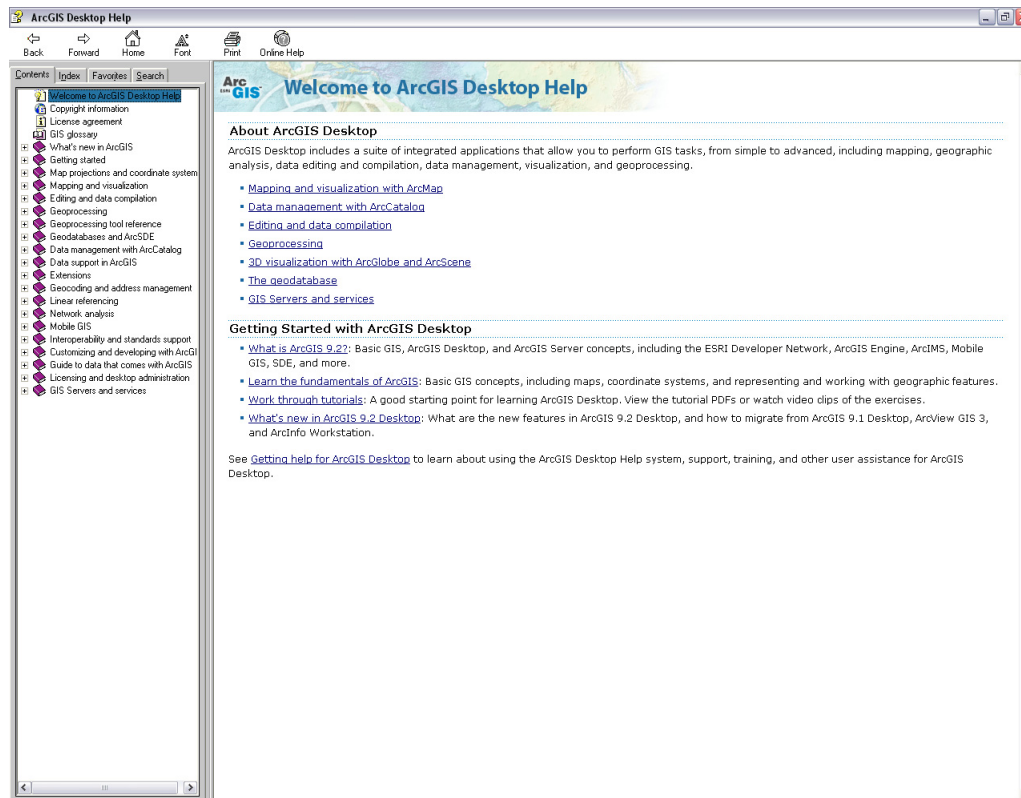 ArcGIS Desktop Help
Back Forward Home Font Print Online Help
Contents Index Favorites Search
Welcome to ArcGIS Desktop Help
Copyright information
License agreement
GIS glossary
What's new in ArcGIS
Getting started
Map projections and coordinate system
Mapping and visualization
Editing and data compilation
Geoprocessing
Geoprocessing tool reference
Geodatabases and ArcSDE
Data management with ArcCatalog
Data support in ArcGIS
Extensions
Geocoding and address management
Linear referencing
Network analysis
Mobile GIS
Interoperability and standards support
Customizing and developing with ArcGI
Guide to data that comes with ArcGIS
Licensing and desktop administration
GIS Servers and services
Arc
ESRI GIS
Welcome to ArcGIS Desktop Help
About ArcGIS Desktop
ArcGIS Desktop includes a suite of integrated applications that allow you to perform GIS tasks, from simple to advanced, including mapping, geographic
analysis, data editing and compilation, data management, visualization, and geoprocessing.
Mapping and visualization with ArcMap
Data management with ArcCatalog
Editing and data compilation
Geoprocessing
3D visualization with ArcGlobe and ArcScene
The geodatabase
GIS Servers and services
Getting Started with ArcGIS Desktop
What is ArcGIS 9.2?: Basic GIS, ArcGIS Desktop, and ArcGIS Server concepts, including the ESRI Developer Network, ArcGIS Engine, ArcIMS, Mobile
GIS, SDE, and more.
Learn the fundamentals of ArcGIS: Basic GIS concepts, including maps, coordinate systems, and representing and working with geographic features.
Work through tutorials: A good starting point for learning ArcGIS Desktop. View the tutorial PDFs or watch video clips of the exercises.
What's new in ArcGIS 9.2 Desktop: What are the new features in ArcGIS 9.2 Desktop, and how to migrate from ArcGIS 9.1 Desktop, ArcView GIS 3,
and ArcInfo Workstation.
See Getting help for ArcGIS Desktop to learn about using the ArcGIS Desktop Help system, support, training, and other user assistance for ArcGIS
Desktop.